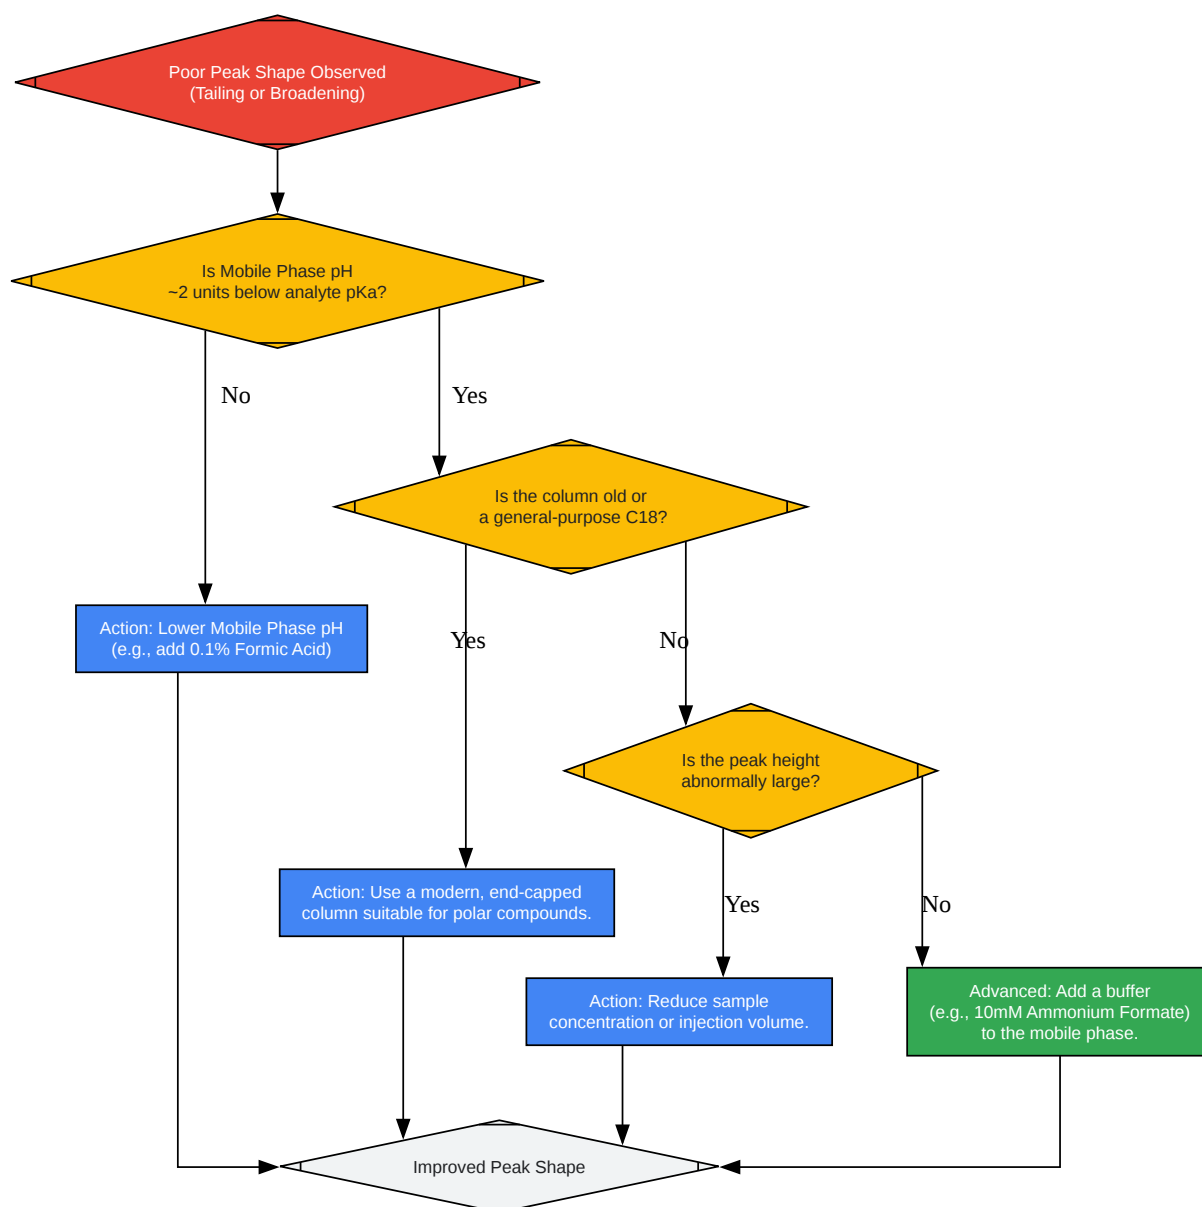 Poor Peak Shape Observed
(Tailing or Broadening)
Is Mobile Phase pH
~2 units below analyte pKa?
No
Yes
Is the column old or
a general-purpose C18?
Action: Lower Mobile Phase pH
(e.g., add 0.1% Formic Acid)
Yes
No
Is the peak height
abnormally large?
Action: Use a modern, end-capped
column suitable for polar compounds.
Yes
No
Action: Reduce sample
concentration or injection volume.
Advanced: Add a buffer
(e.g., 10mM Ammonium Formate)
to the mobile phase.
Improved Peak Shape